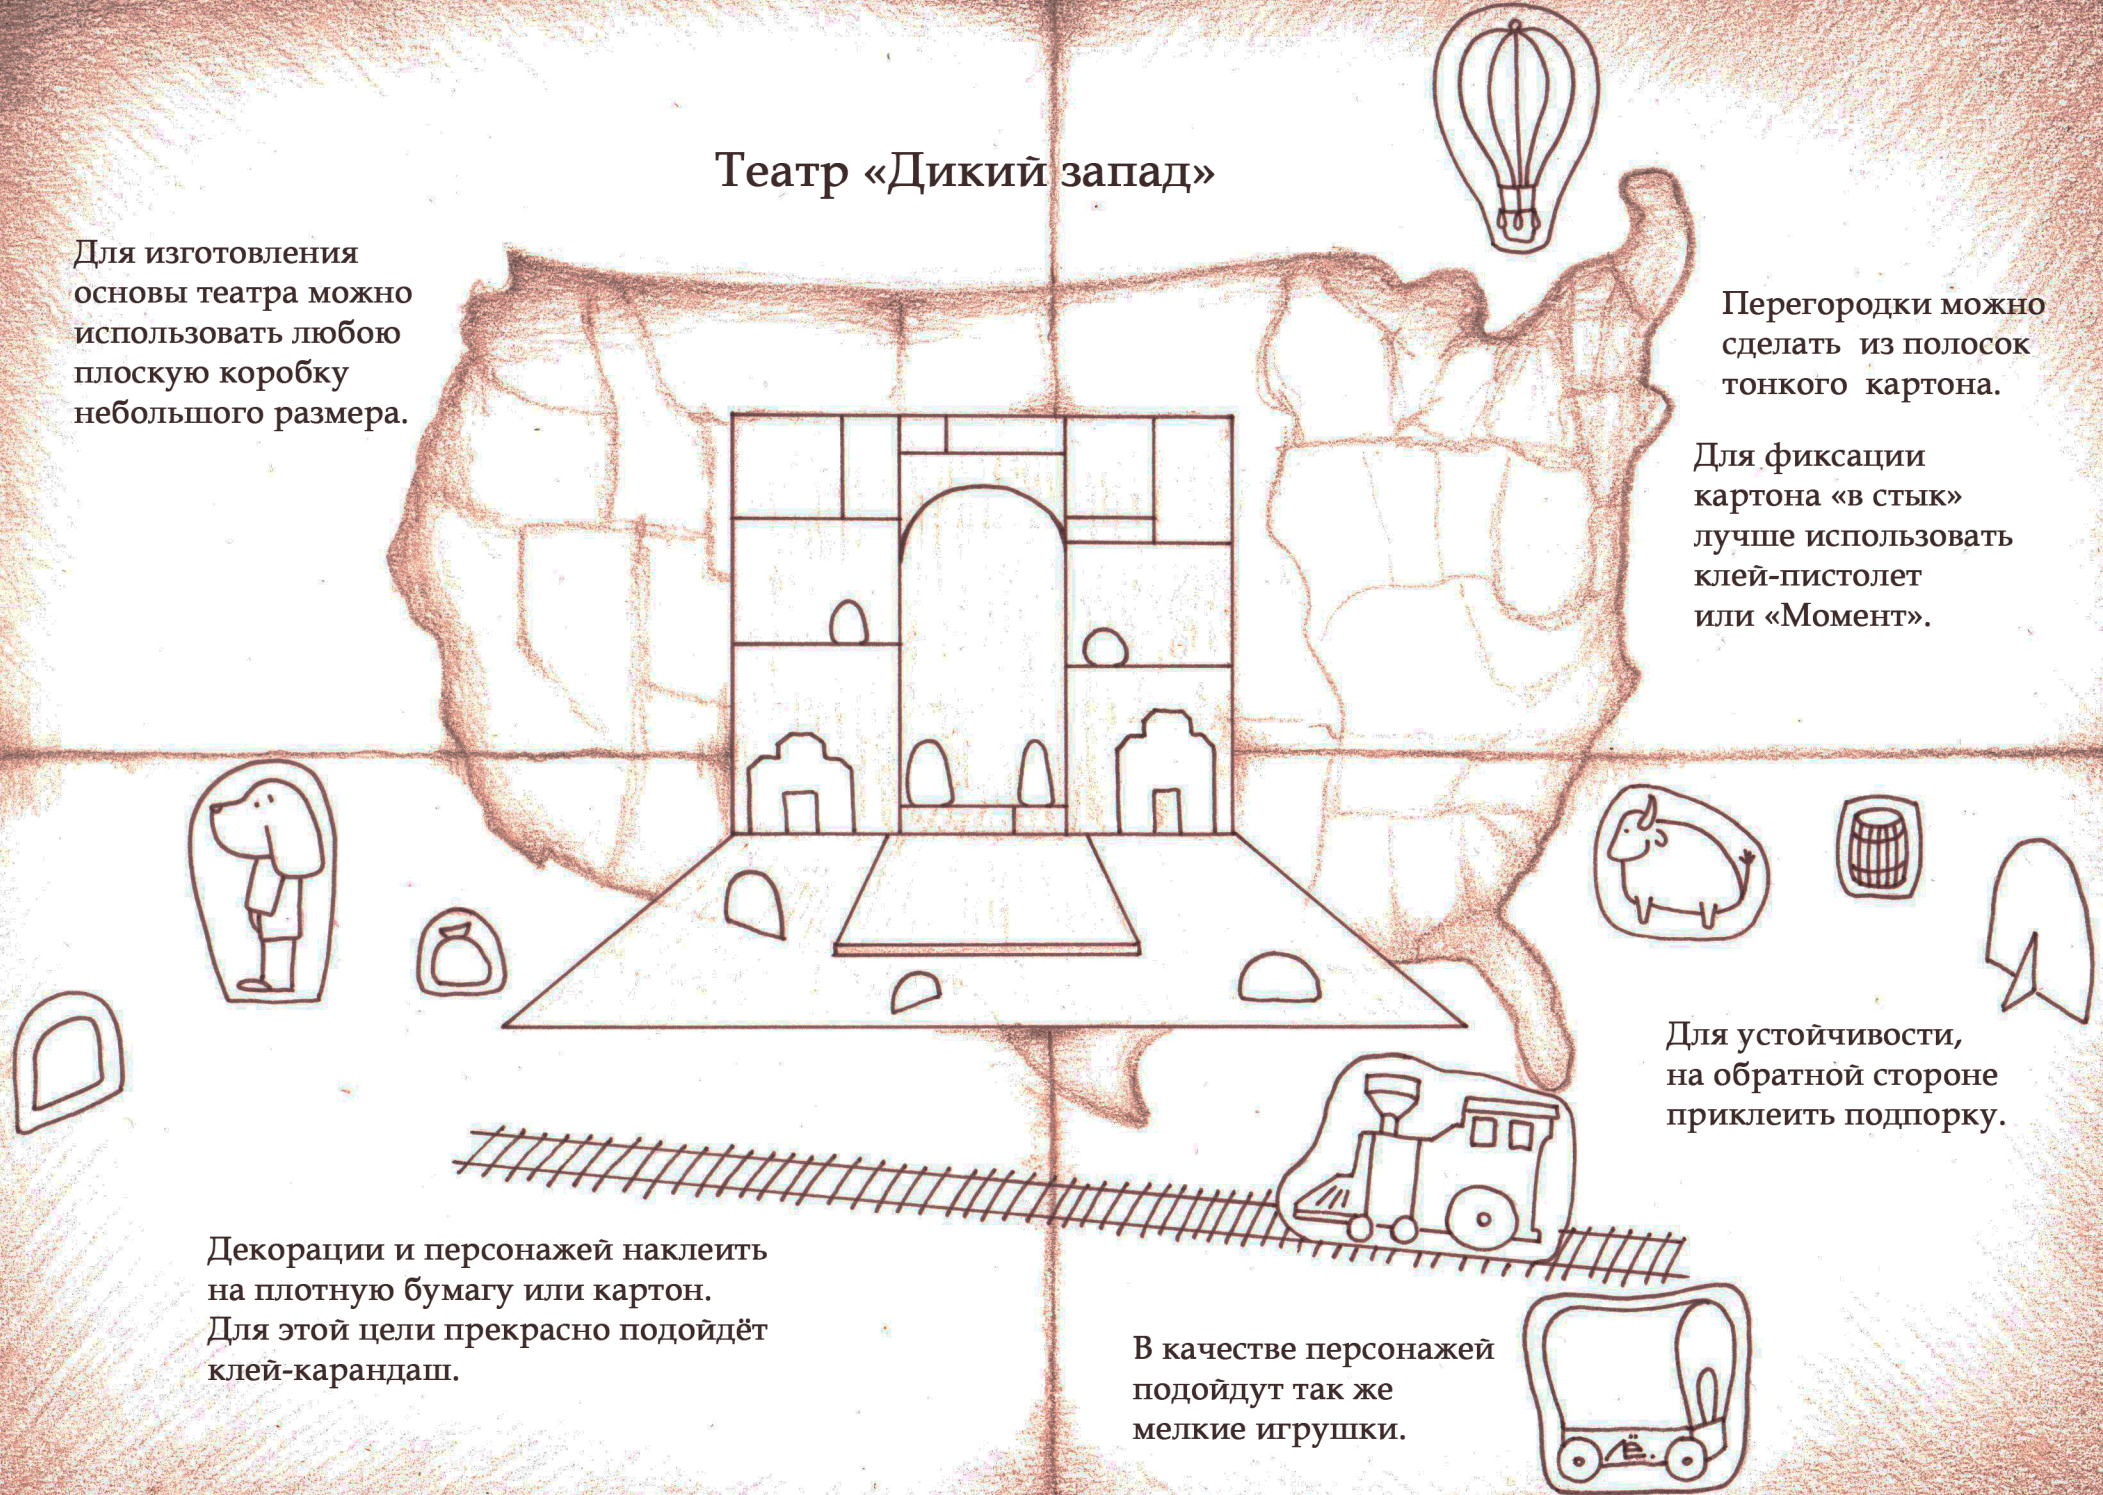 Театр «Дикий запад»
Для изготовления
основы театра можно
использовать любою
плоскую коробку
небольшого размера.
Перегородки можно
сделать из полосок
тонкого картона.
Для фиксации
картона «в стык»
лучше использовать
клей-пистолет
или «Момент».
Для устойчивости,
на обратной стороне
приклеить подпорку.
Декорации и персонажей наклеить
на плотную бумагу или картон.
Для этой цели прекрасно подойдёт
клей-карандаш.
В качестве персонажей
подойдут так же
мелкие игрушки.
Лё.